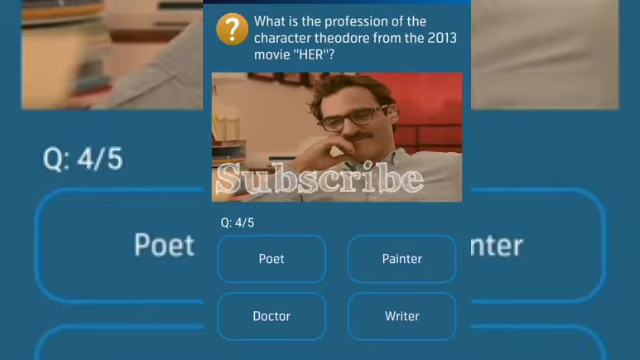 What is the profession of the
character theodore from the 2013
movie "HER"?
Subscribe
Q: 4/5
Poet
Painter
Doctor
Writer
Q: 4/5
Poet
nter